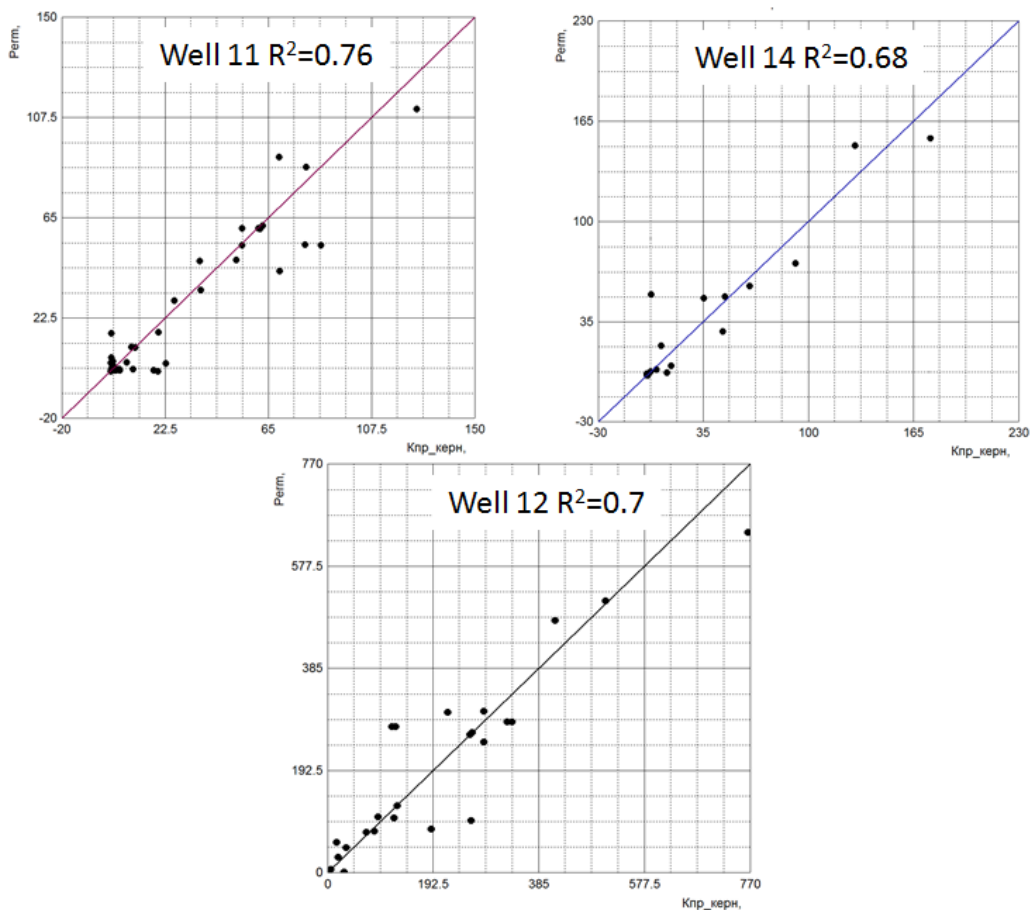 Well 11 R²=0.76
Perm,
150
107.5
65
22.5
-20
-20 22.5 65 107.5 150
Кпр_керн,
Well 14 R²=0.68
Perm,
230
165
100
35
-30
-30 35 100 165 230
Кпр_керн,
Well 12 R²=0.7
Perm,
770
577.5
385
192.5
0
0 192.5 385 577.5 770
Кпр_керн,